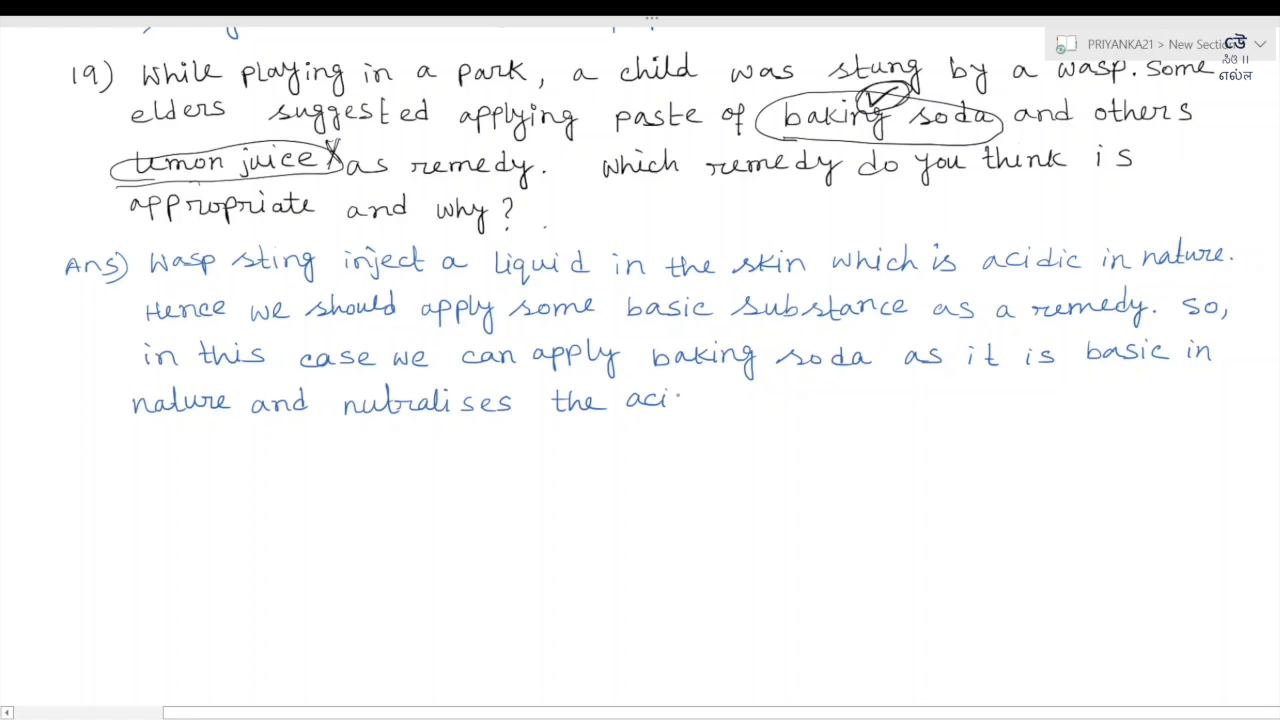 PRIYANKA21 > New Section
19) While playing in a park, a child was stung by a wasp. Some
elders suggested applying paste of baking soda and others
lemon juice as remedy. Which remedy do you think is
appropriate and why?
Ans) Wasp sting inject a liquid in the skin which is acidic in nature.
Hence we should apply some basic substance as a remedy. So,
in this case we can apply baking soda as it is basic in
nature and nutralises the aci